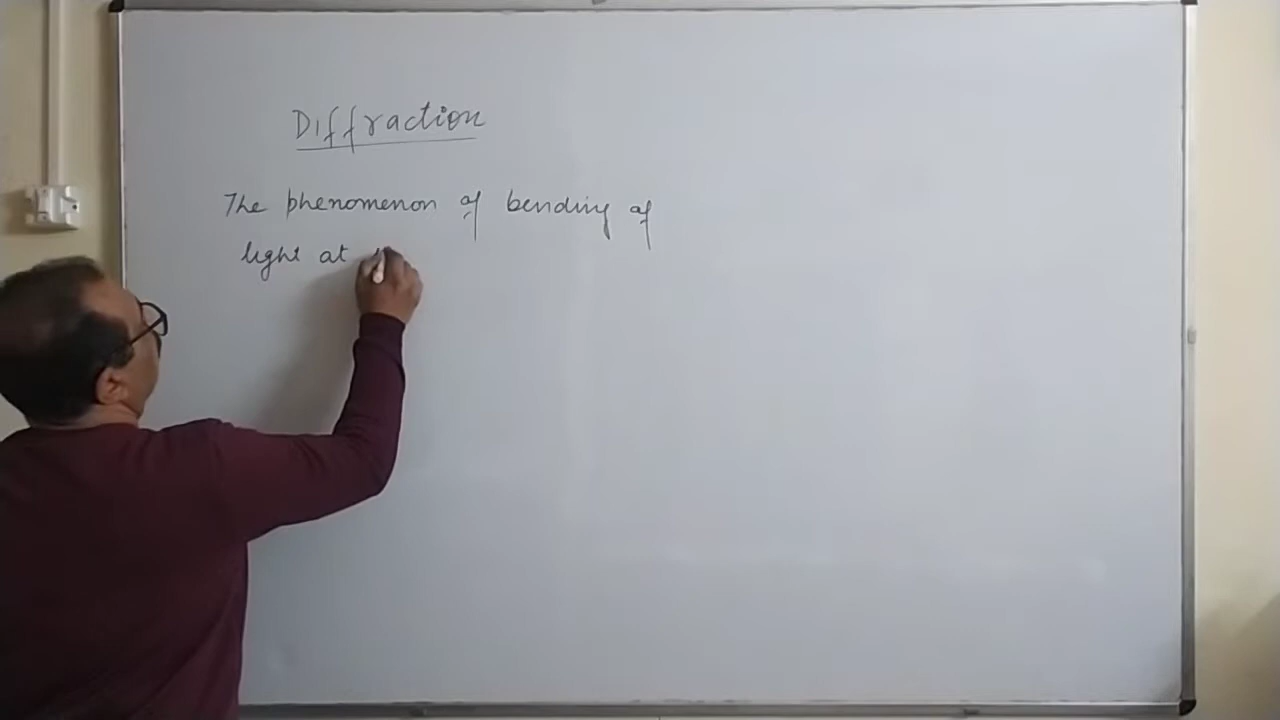 Diffraction
The phenomenon of bending of
light at